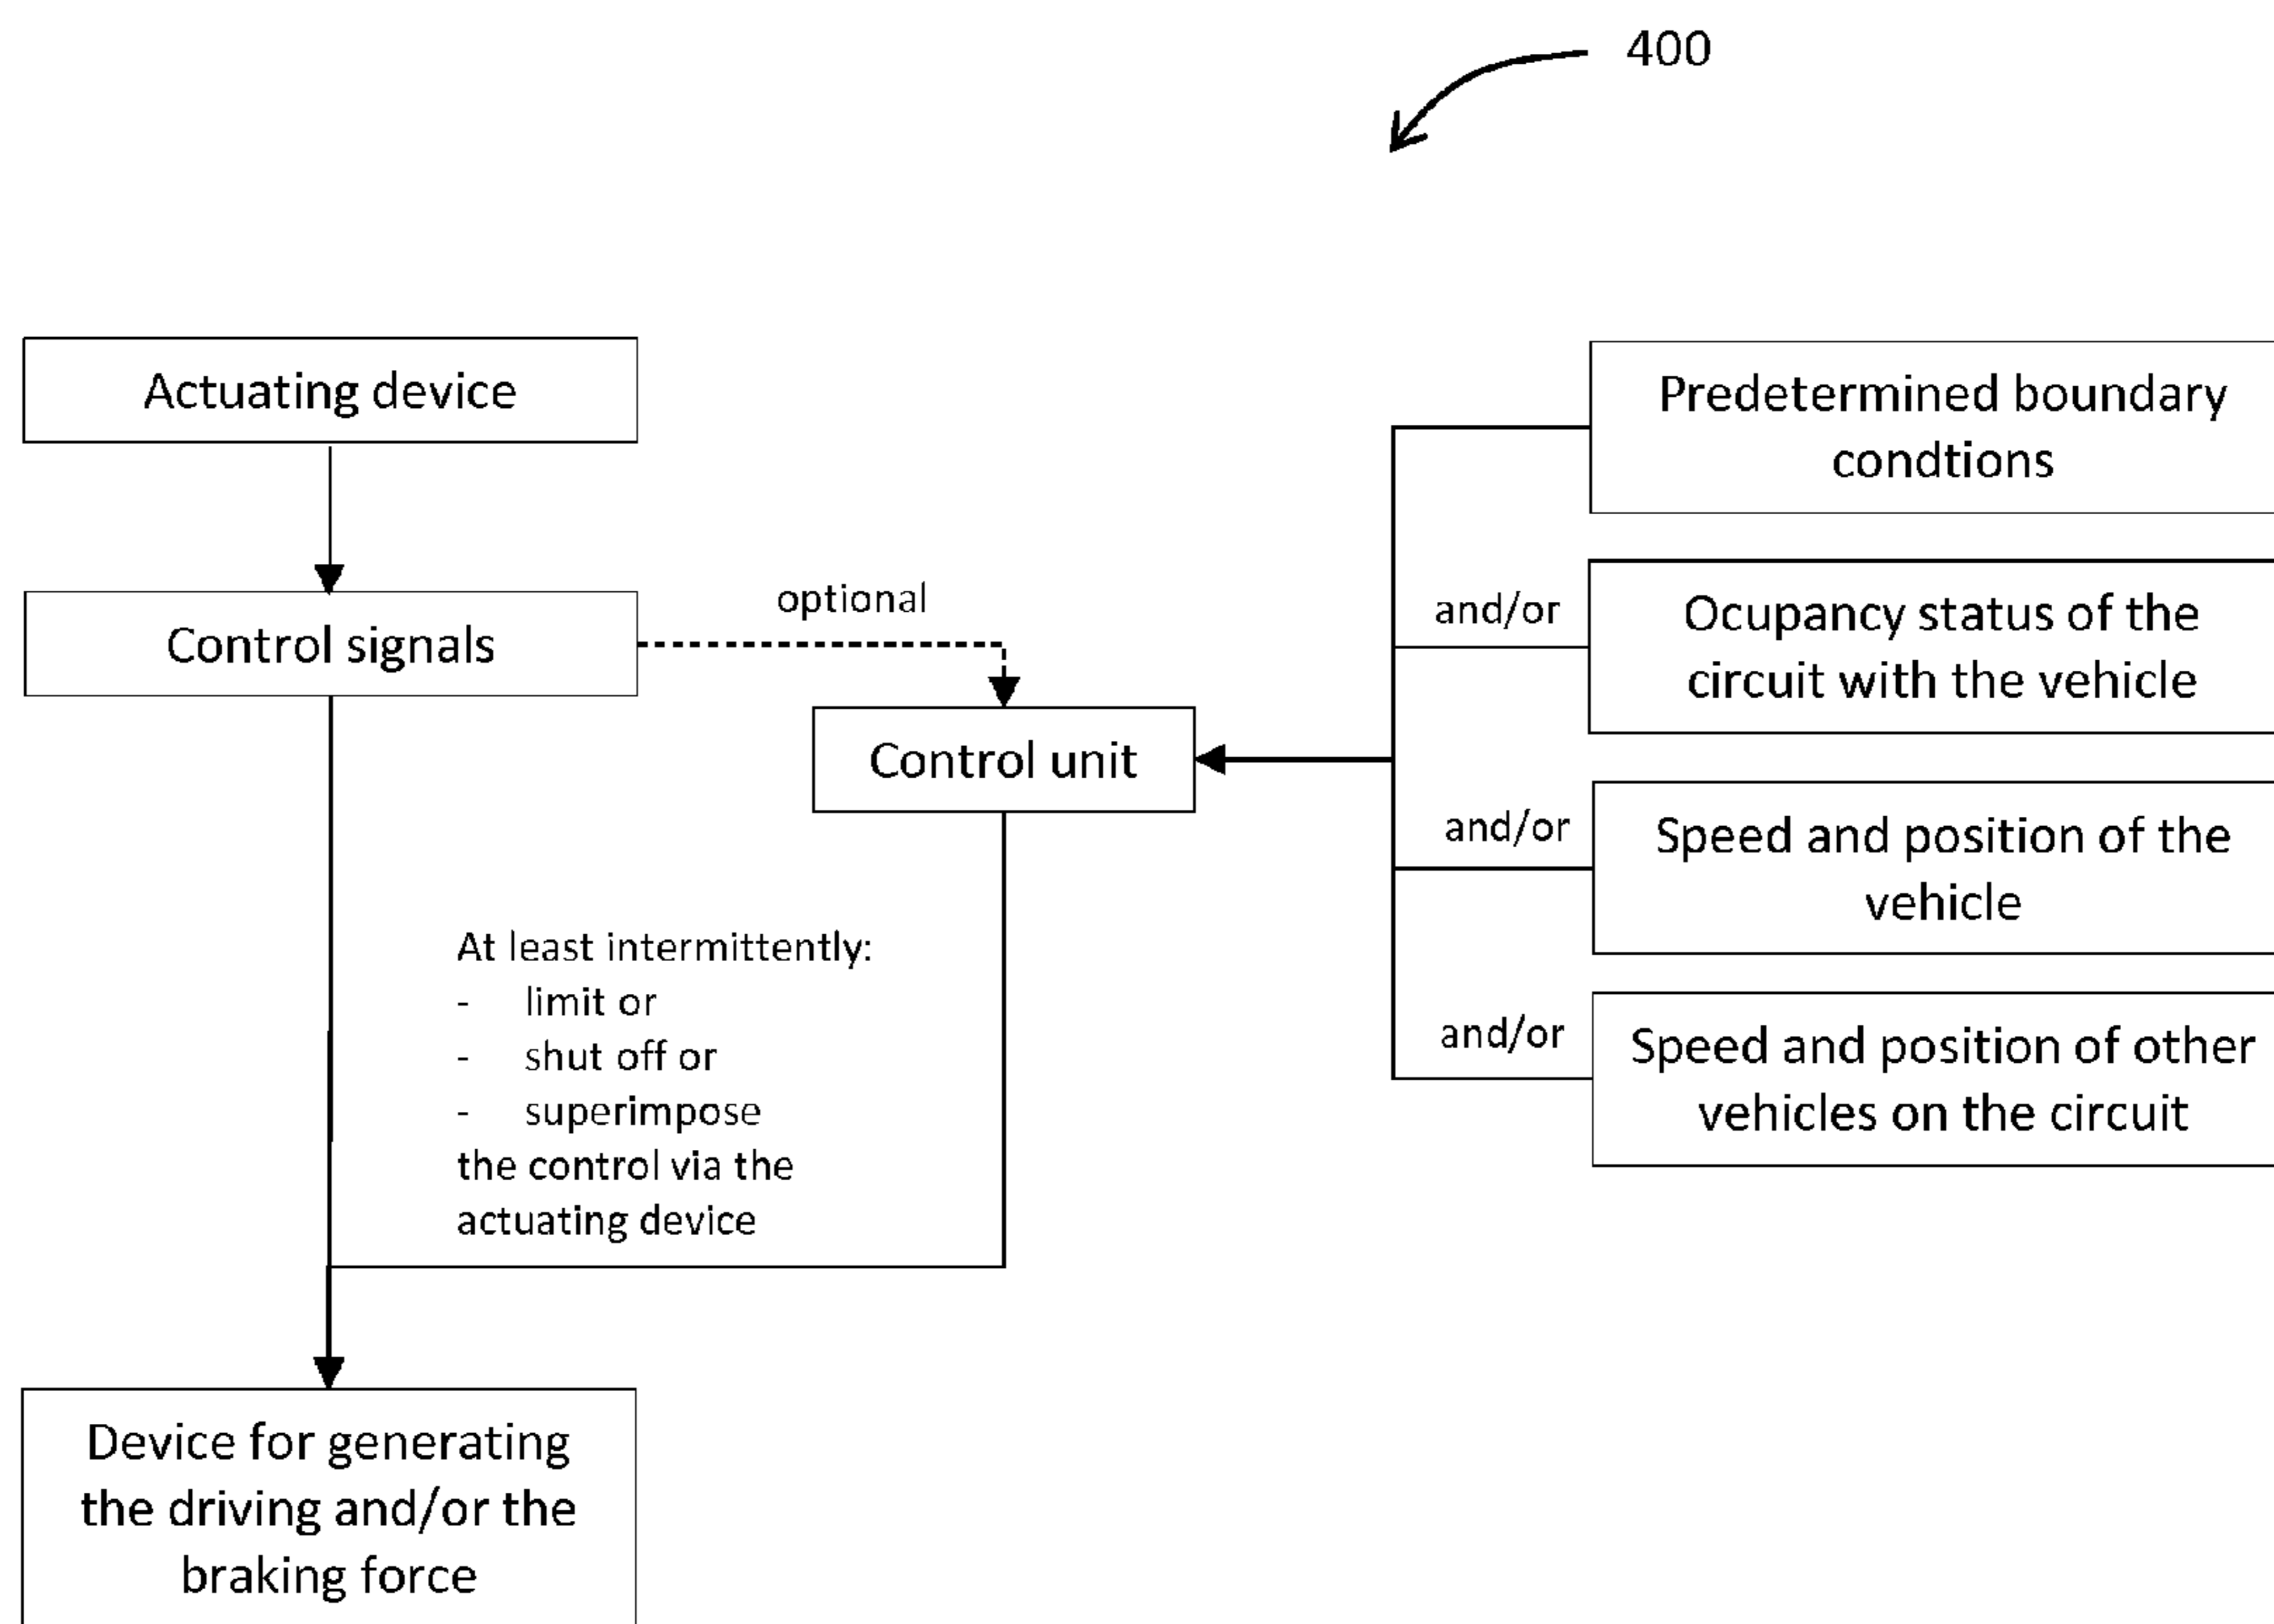 400
Actuating device
Control signals
optional
Control unit
At least intermittently:
- limit or
- shut off or
- superimpose
the control via the
actuating device
Device for generating
the driving and/or the
braking force
Predetermined boundary
condtions
and/or
Ocupancy status of the
circuit with the vehicle
and/or
Speed and position of the
vehicle
and/or
Speed and position of other
vehicles on the circuit